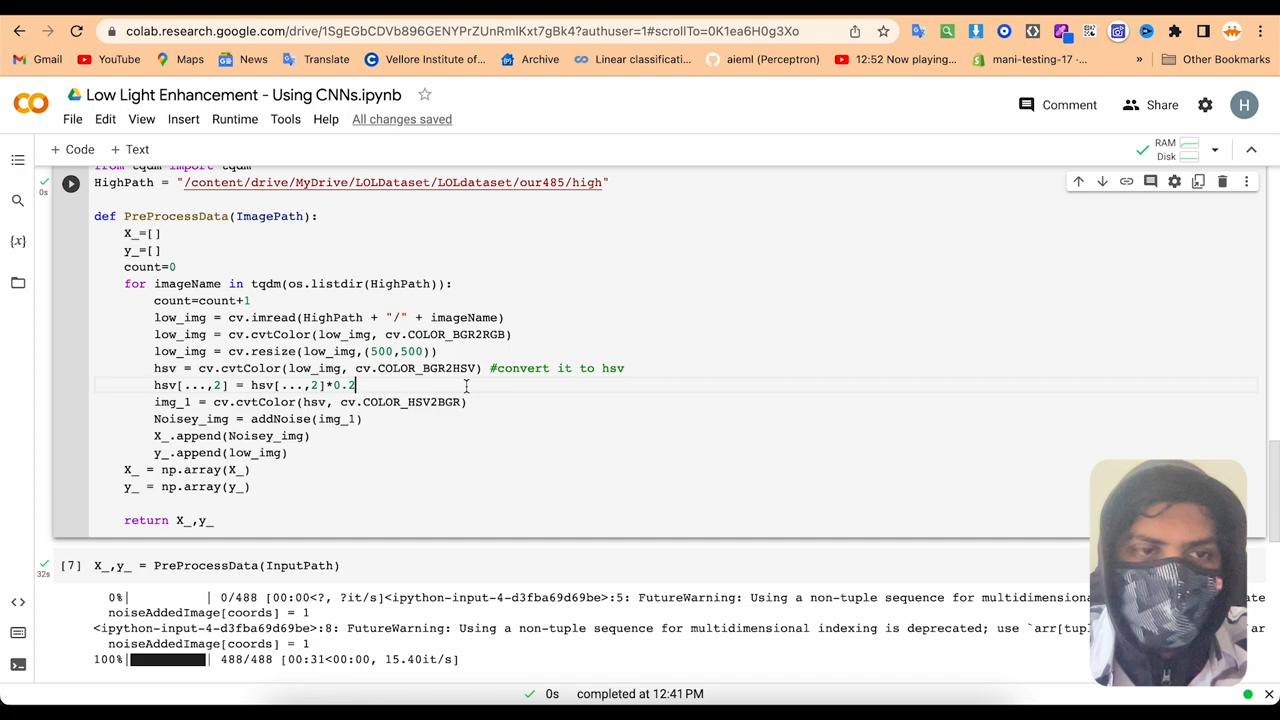 colab.research.google.com/drive/1SgEGbCDVb896GENYPrZUnRmlKxt7gBk4?authuser=1#scrollTo=0K1ea6H0g3Xo
Gmail YouTube Maps News Translate Vellore Institute of... Archive Linear classificati... aieml (Perceptron) 12:52 Now playing... mani-testing-17 -... » Other Bookmarks
Low Light Enhancement - Using CNNs.ipynb
Comment Share H
File Edit View Insert Runtime Tools Help All changes saved
+ Code + Text RAM Disk
from tqdm import tqdm
0s HighPath = "/content/drive/MyDrive/LOLDataset/LOLdataset/our485/high"
def PreProcessData(ImagePath):
X_=[]
y_=[]
count=0
for imageName in tqdm(os.listdir(HighPath)):
count=count+1
low_img = cv.imread(HighPath + "/" + imageName)
low_img = cv.cvtColor(low_img, cv.COLOR_BGR2RGB)
low_img = cv.resize(low_img,(500,500))
hsv = cv.cvtColor(low_img, cv.COLOR_BGR2HSV) #convert it to hsv
hsv[...,2] = hsv[...,2]*0.2
img_1 = cv.cvtColor(hsv, cv.COLOR_HSV2BGR)
Noisey_img = addNoise(img_1)
X_.append(Noisey_img)
y_.append(low_img)
X_ = np.array(X_)
y_ = np.array(y_)
return X_,y_
32s [7] X_,y_ = PreProcessData(InputPath)
0%| | 0/488 [00:00<?, ?it/s]<ipython-input-4-d3fba69d69be>:5: FutureWarning: Using a non-tuple sequence for multidimensional
noiseAddedImage[coords] = 1
<ipython-input-4-d3fba69d69be>:8: FutureWarning: Using a non-tuple sequence for multidimensional indexing is deprecated; use `arr[tup
noiseAddedImage[coords] = 1
100%| | 488/488 [00:31<00:00, 15.40it/s]
0s completed at 12:41 PM